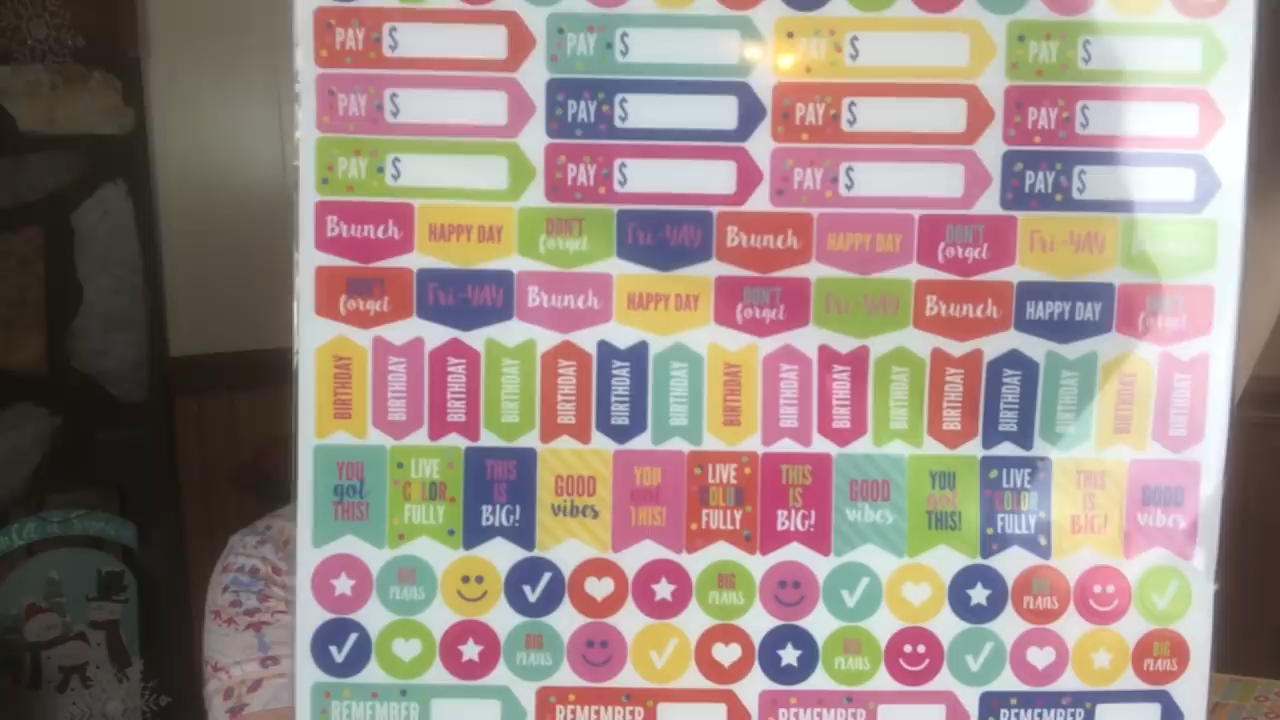 PAY $ PAY $ PAY $ PAY $
PAY $ PAY $ PAY $ PAY $
PAY $ PAY $ PAY $ PAY $
Brunch HAPPY DAY DON'T forget Fri-YAY Brunch HAPPY DAY DON'T forget Fri-YAY
forget Fri-YAY Brunch HAPPY DAY DON'T forget Fri-YAY Brunch HAPPY DAY DON'T forget
BIRTHDAY BIRTHDAY BIRTHDAY BIRTHDAY BIRTHDAY BIRTHDAY BIRTHDAY BIRTHDAY BIRTHDAY BIRTHDAY BIRTHDAY BIRTHDAY BIRTHDAY BIRTHDAY BIRTHDAY BIRTHDAY
YOU LIVE THIS GOOD YOU LIVE THIS GOOD YOU LIVE THIS GOOD
got COLOR IS vibes got COLOR IS vibes got COLOR IS vibes
THIS! FULLY BIG! THIS! FULLY BIG! THIS! FULLY BIG!
BIG PLANS BIG PLANS BIG PLANS
BIG PLANS BIG PLANS BIG PLANS
REMEMBER REMEMBER REMEMBER REMEMBER